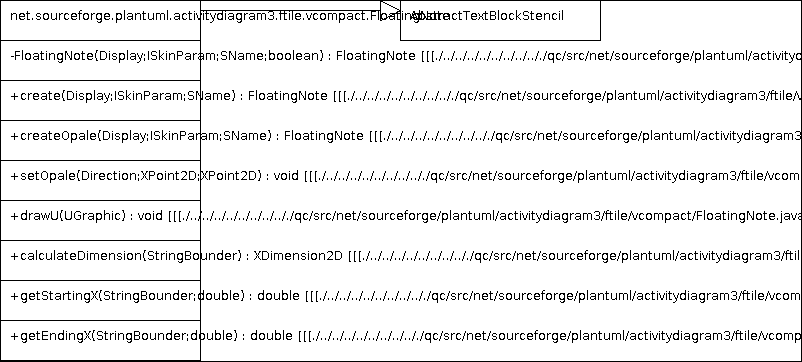 net.sourceforge.plantuml.activitydiagram3.ftile.vcompact.FloatingNote
AbstractTextBlockStencil
-FloatingNote(Display;ISkinParam;SName;boolean) : FloatingNote [[[./../../../../../../../../../qc/src/net/sourceforge/plantuml/activityd
+create(Display;ISkinParam;SName) : FloatingNote [[[./../../../../../../../../../qc/src/net/sourceforge/plantuml/activitydiagram3/ftile/v
+createOpale(Display;ISkinParam;SName) : FloatingNote [[[./../../../../../../../../../qc/src/net/sourceforge/plantuml/activitydiagram3
+setOpale(Direction;XPoint2D;XPoint2D) : void [[[./../../../../../../../../../qc/src/net/sourceforge/plantuml/activitydiagram3/ftile/vcom
+drawU(UGraphic) : void [[[./../../../../../../../../../qc/src/net/sourceforge/plantuml/activitydiagram3/ftile/vcompact/FloatingNote.java
+calculateDimension(StringBounder) : XDimension2D [[[./../../../../../../../../../qc/src/net/sourceforge/plantuml/activitydiagram3/ftil
+getStartingX(StringBounder;double) : double [[[./../../../../../../../../../qc/src/net/sourceforge/plantuml/activitydiagram3/ftile/vcom
+getEndingX(StringBounder;double) : double [[[./../../../../../../../../../qc/src/net/sourceforge/plantuml/activitydiagram3/ftile/vcomp